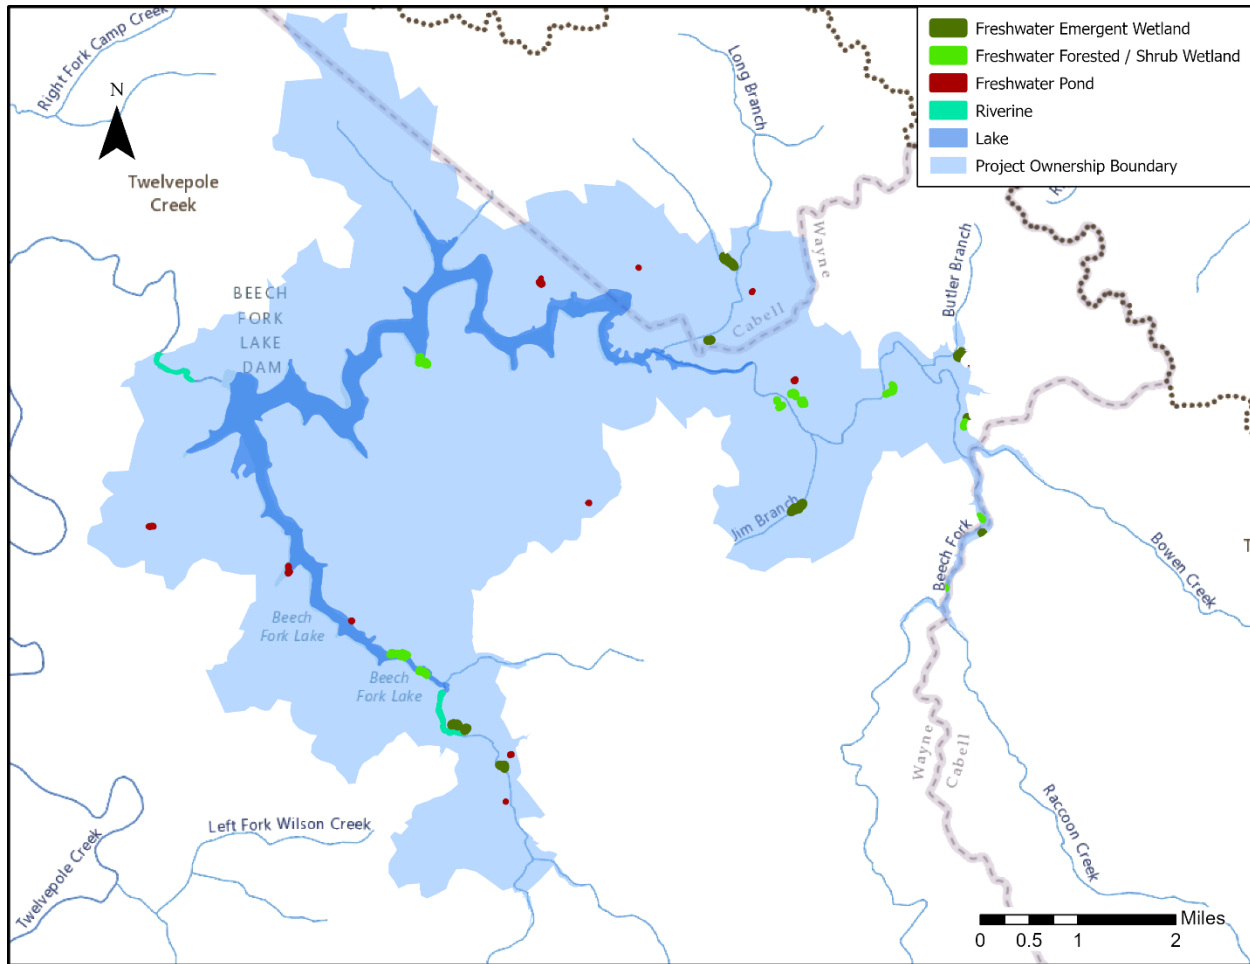 Freshwater Emergent Wetland
Freshwater Forested / Shrub Wetland
Freshwater Pond
Riverine
Lake
Project Ownership Boundary
Right Fork Camp Creek
N
Twelvepole
Creek
Long Branch
Wayne
Cabell
Butler Branch
BEECH
FORK
LAKE
DAM
Jim Branch
Beech Fork
Bowen Creek
Beech
Fork Lake
Beech
Fork Lake
Wayne
Cabell
Raccoon Creek
Left Fork Wilson Creek
Twelvepole Creek
Miles
0 0.5 1 2